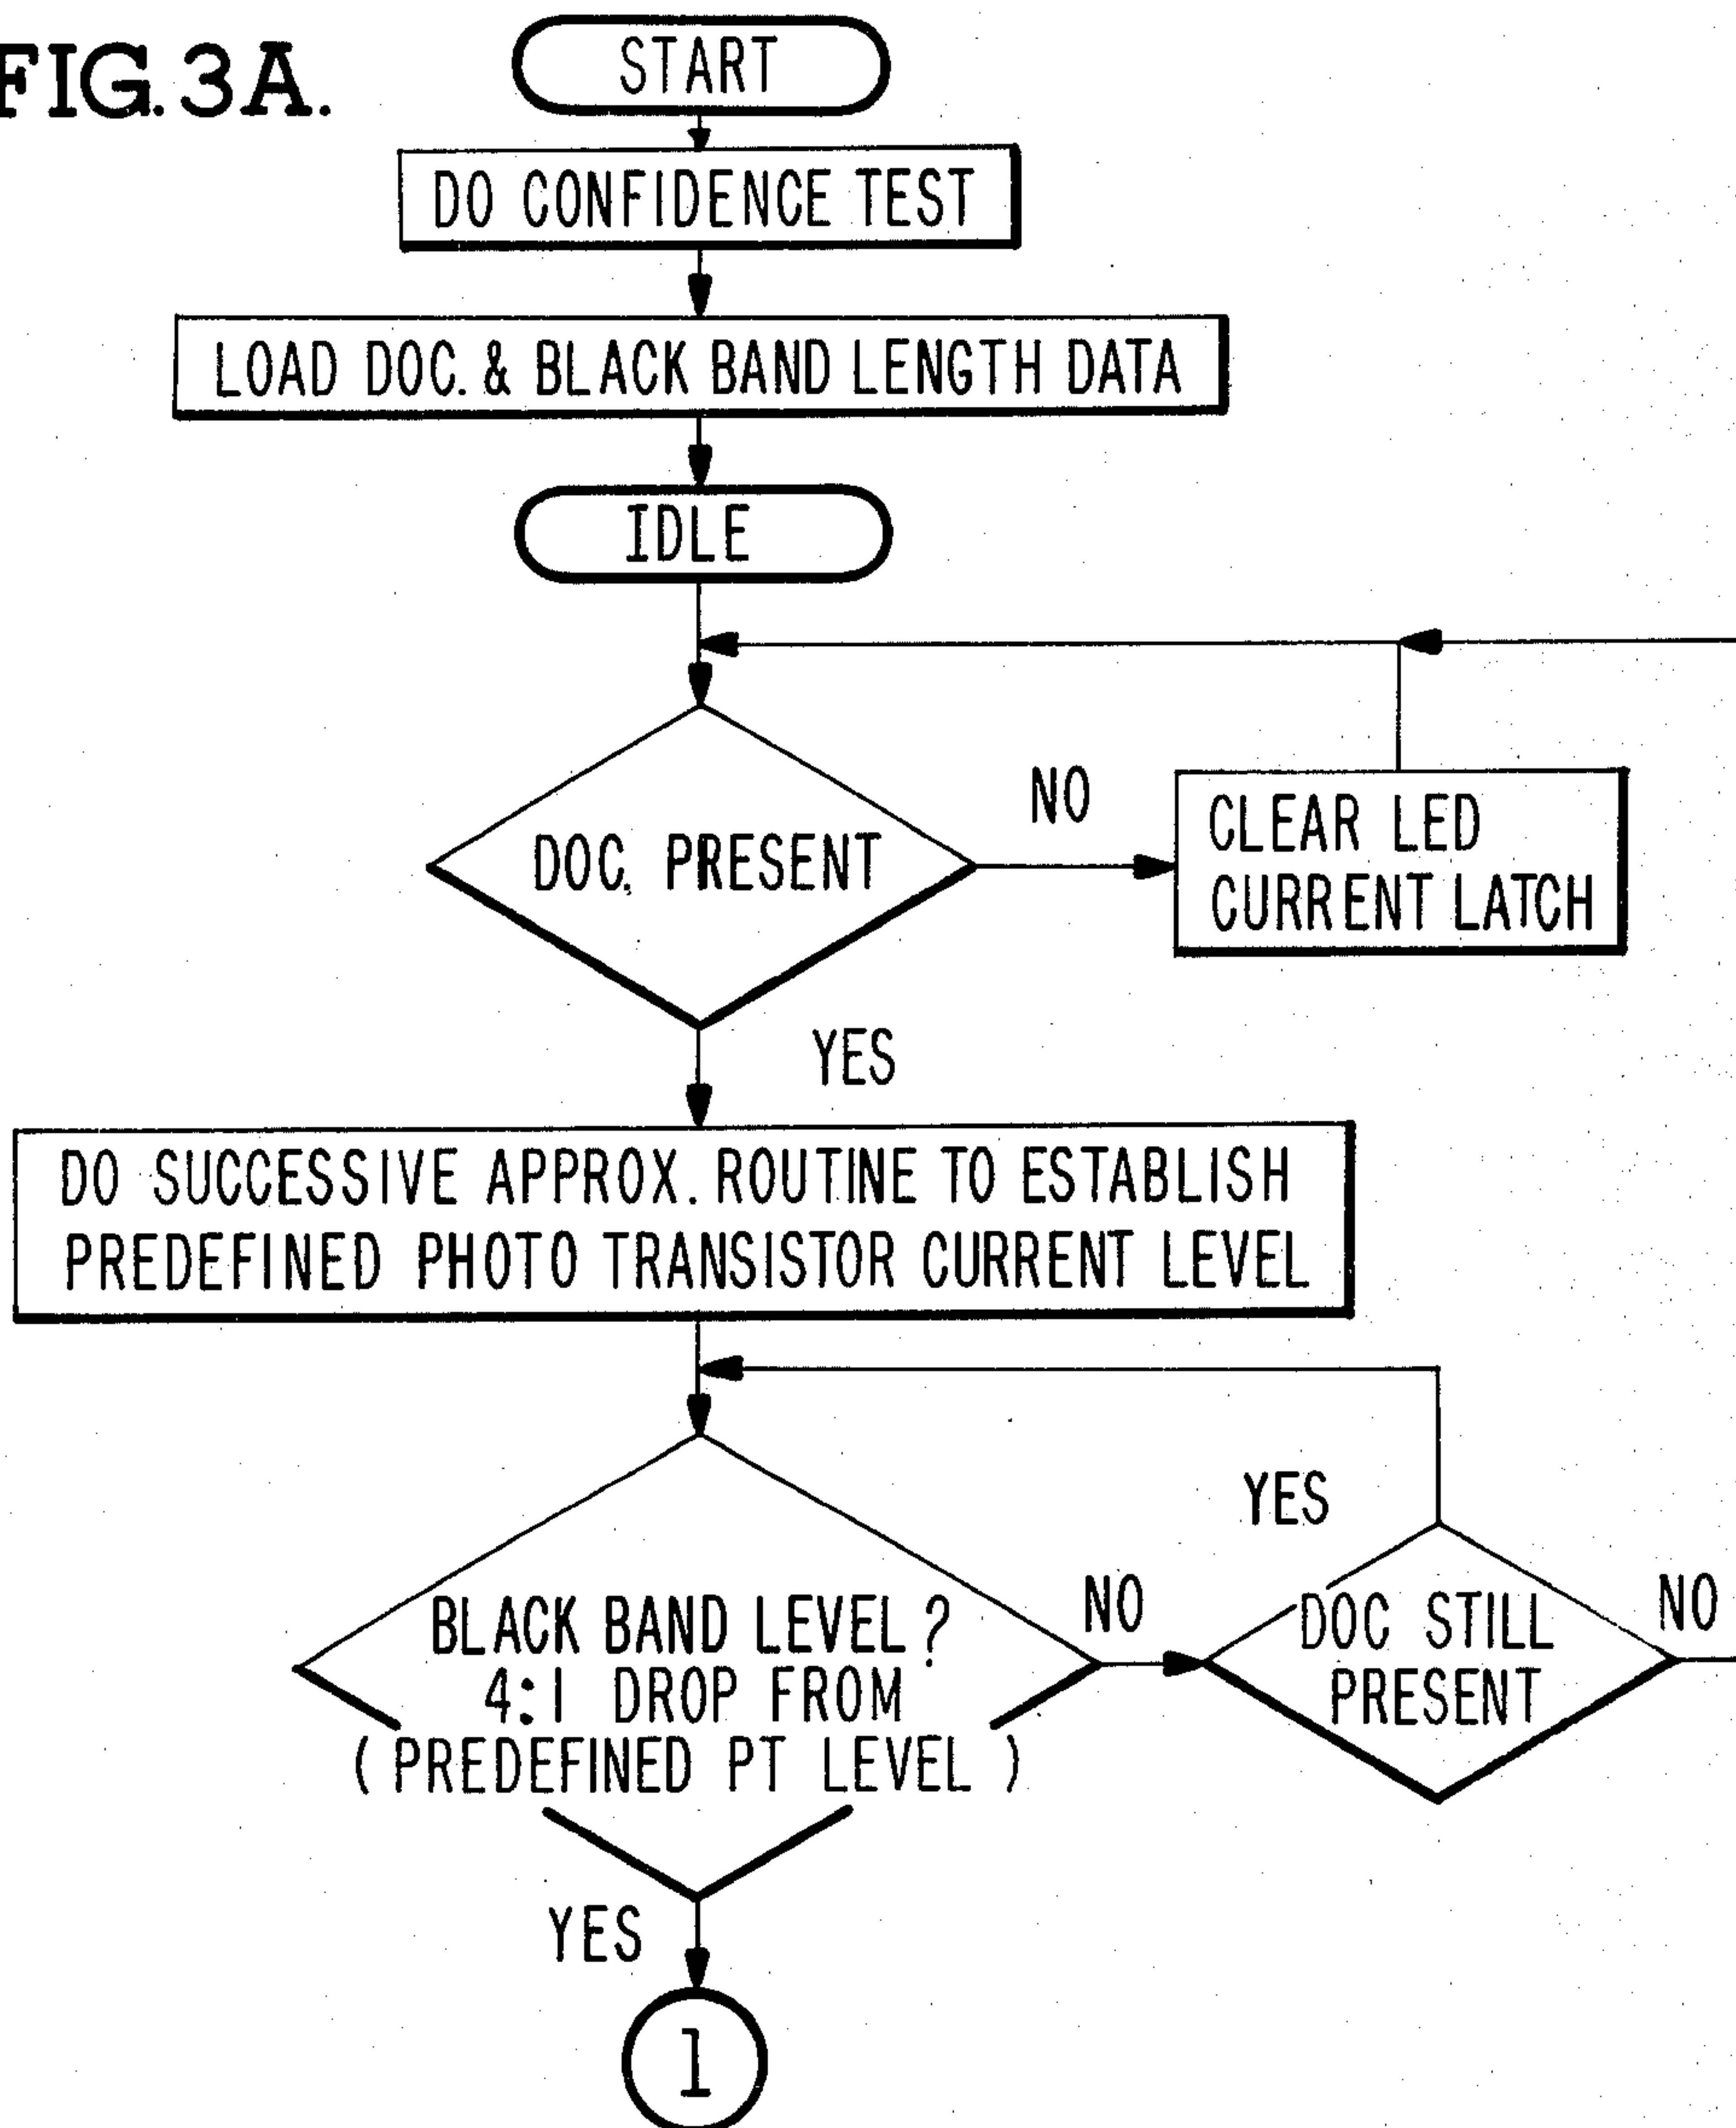 FIG. 3A.
START
DO CONFIDENCE TEST
LOAD DOC. & BLACK BAND LENGTH DATA
IDLE
DOC. PRESENT
NO
CLEAR LED
CURRENT LATCH
YES
DO SUCCESSIVE APPROX. ROUTINE TO ESTABLISH
PREDEFINED PHOTO TRANSISTOR CURRENT LEVEL
BLACK BAND LEVEL ?
4:1 DROP FROM
( PREDEFINED PT LEVEL )
NO
YES
DOC STILL
PRESENT
NO
YES
1